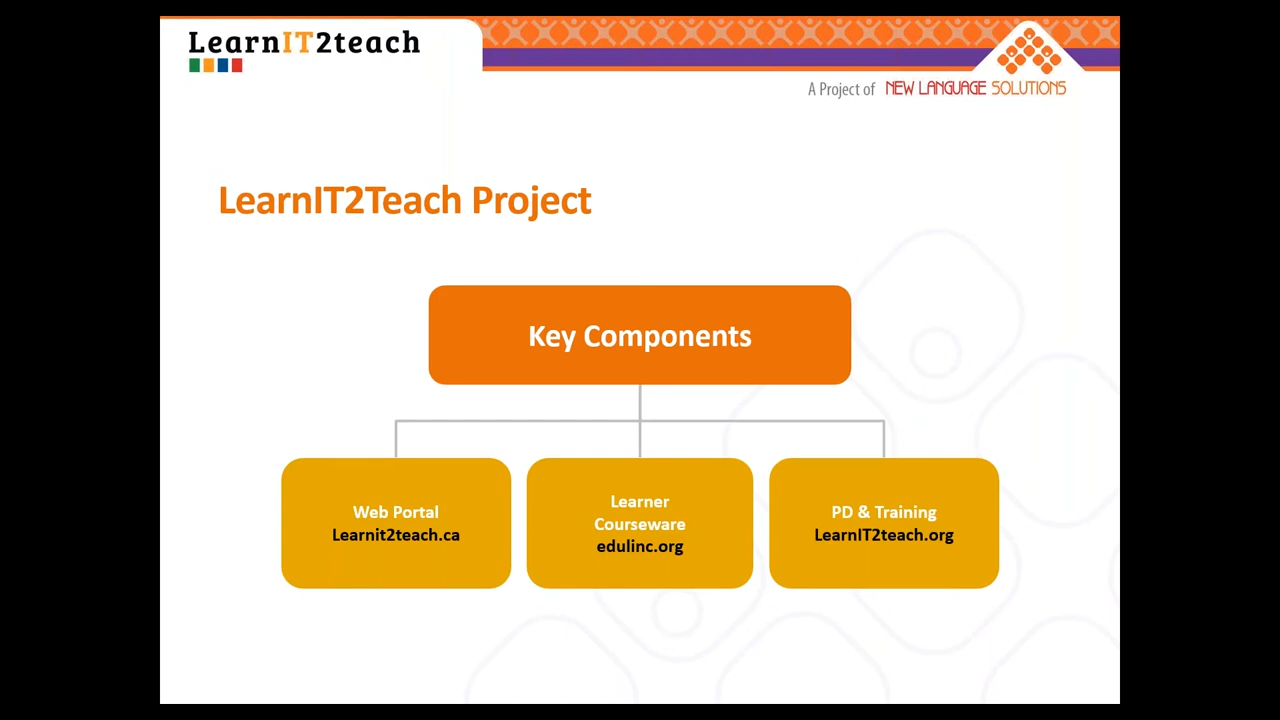 LearnIT2teach
A Project of NEW LANGUAGE SOLUTIONS
LearnIT2Teach Project
Key Components
Web Portal
Learnit2teach.ca
Learner
Courseware
edulinc.org
PD & Training
LearnIT2teach.org